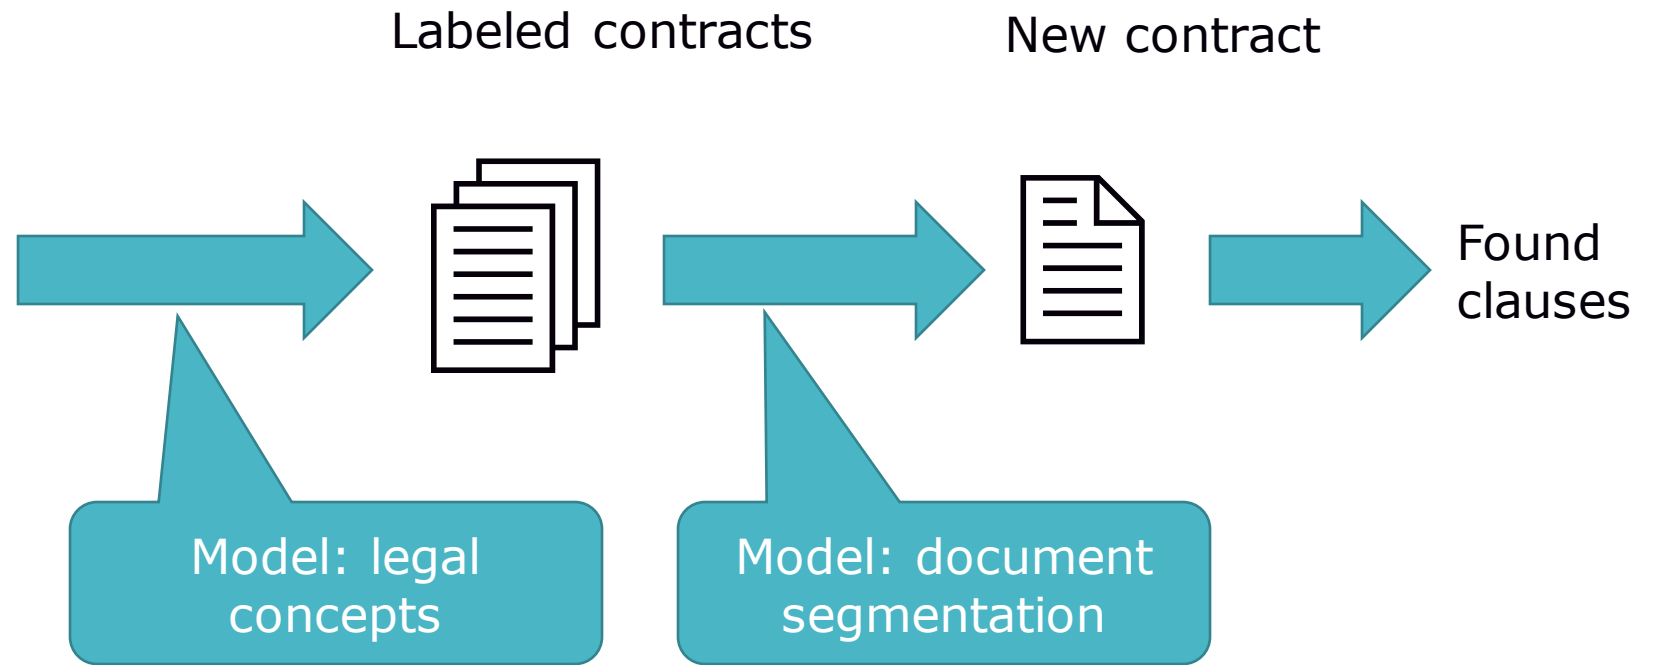 Labeled contracts
New contract
Found
clauses
Model: legal
concepts
Model: document
segmentation